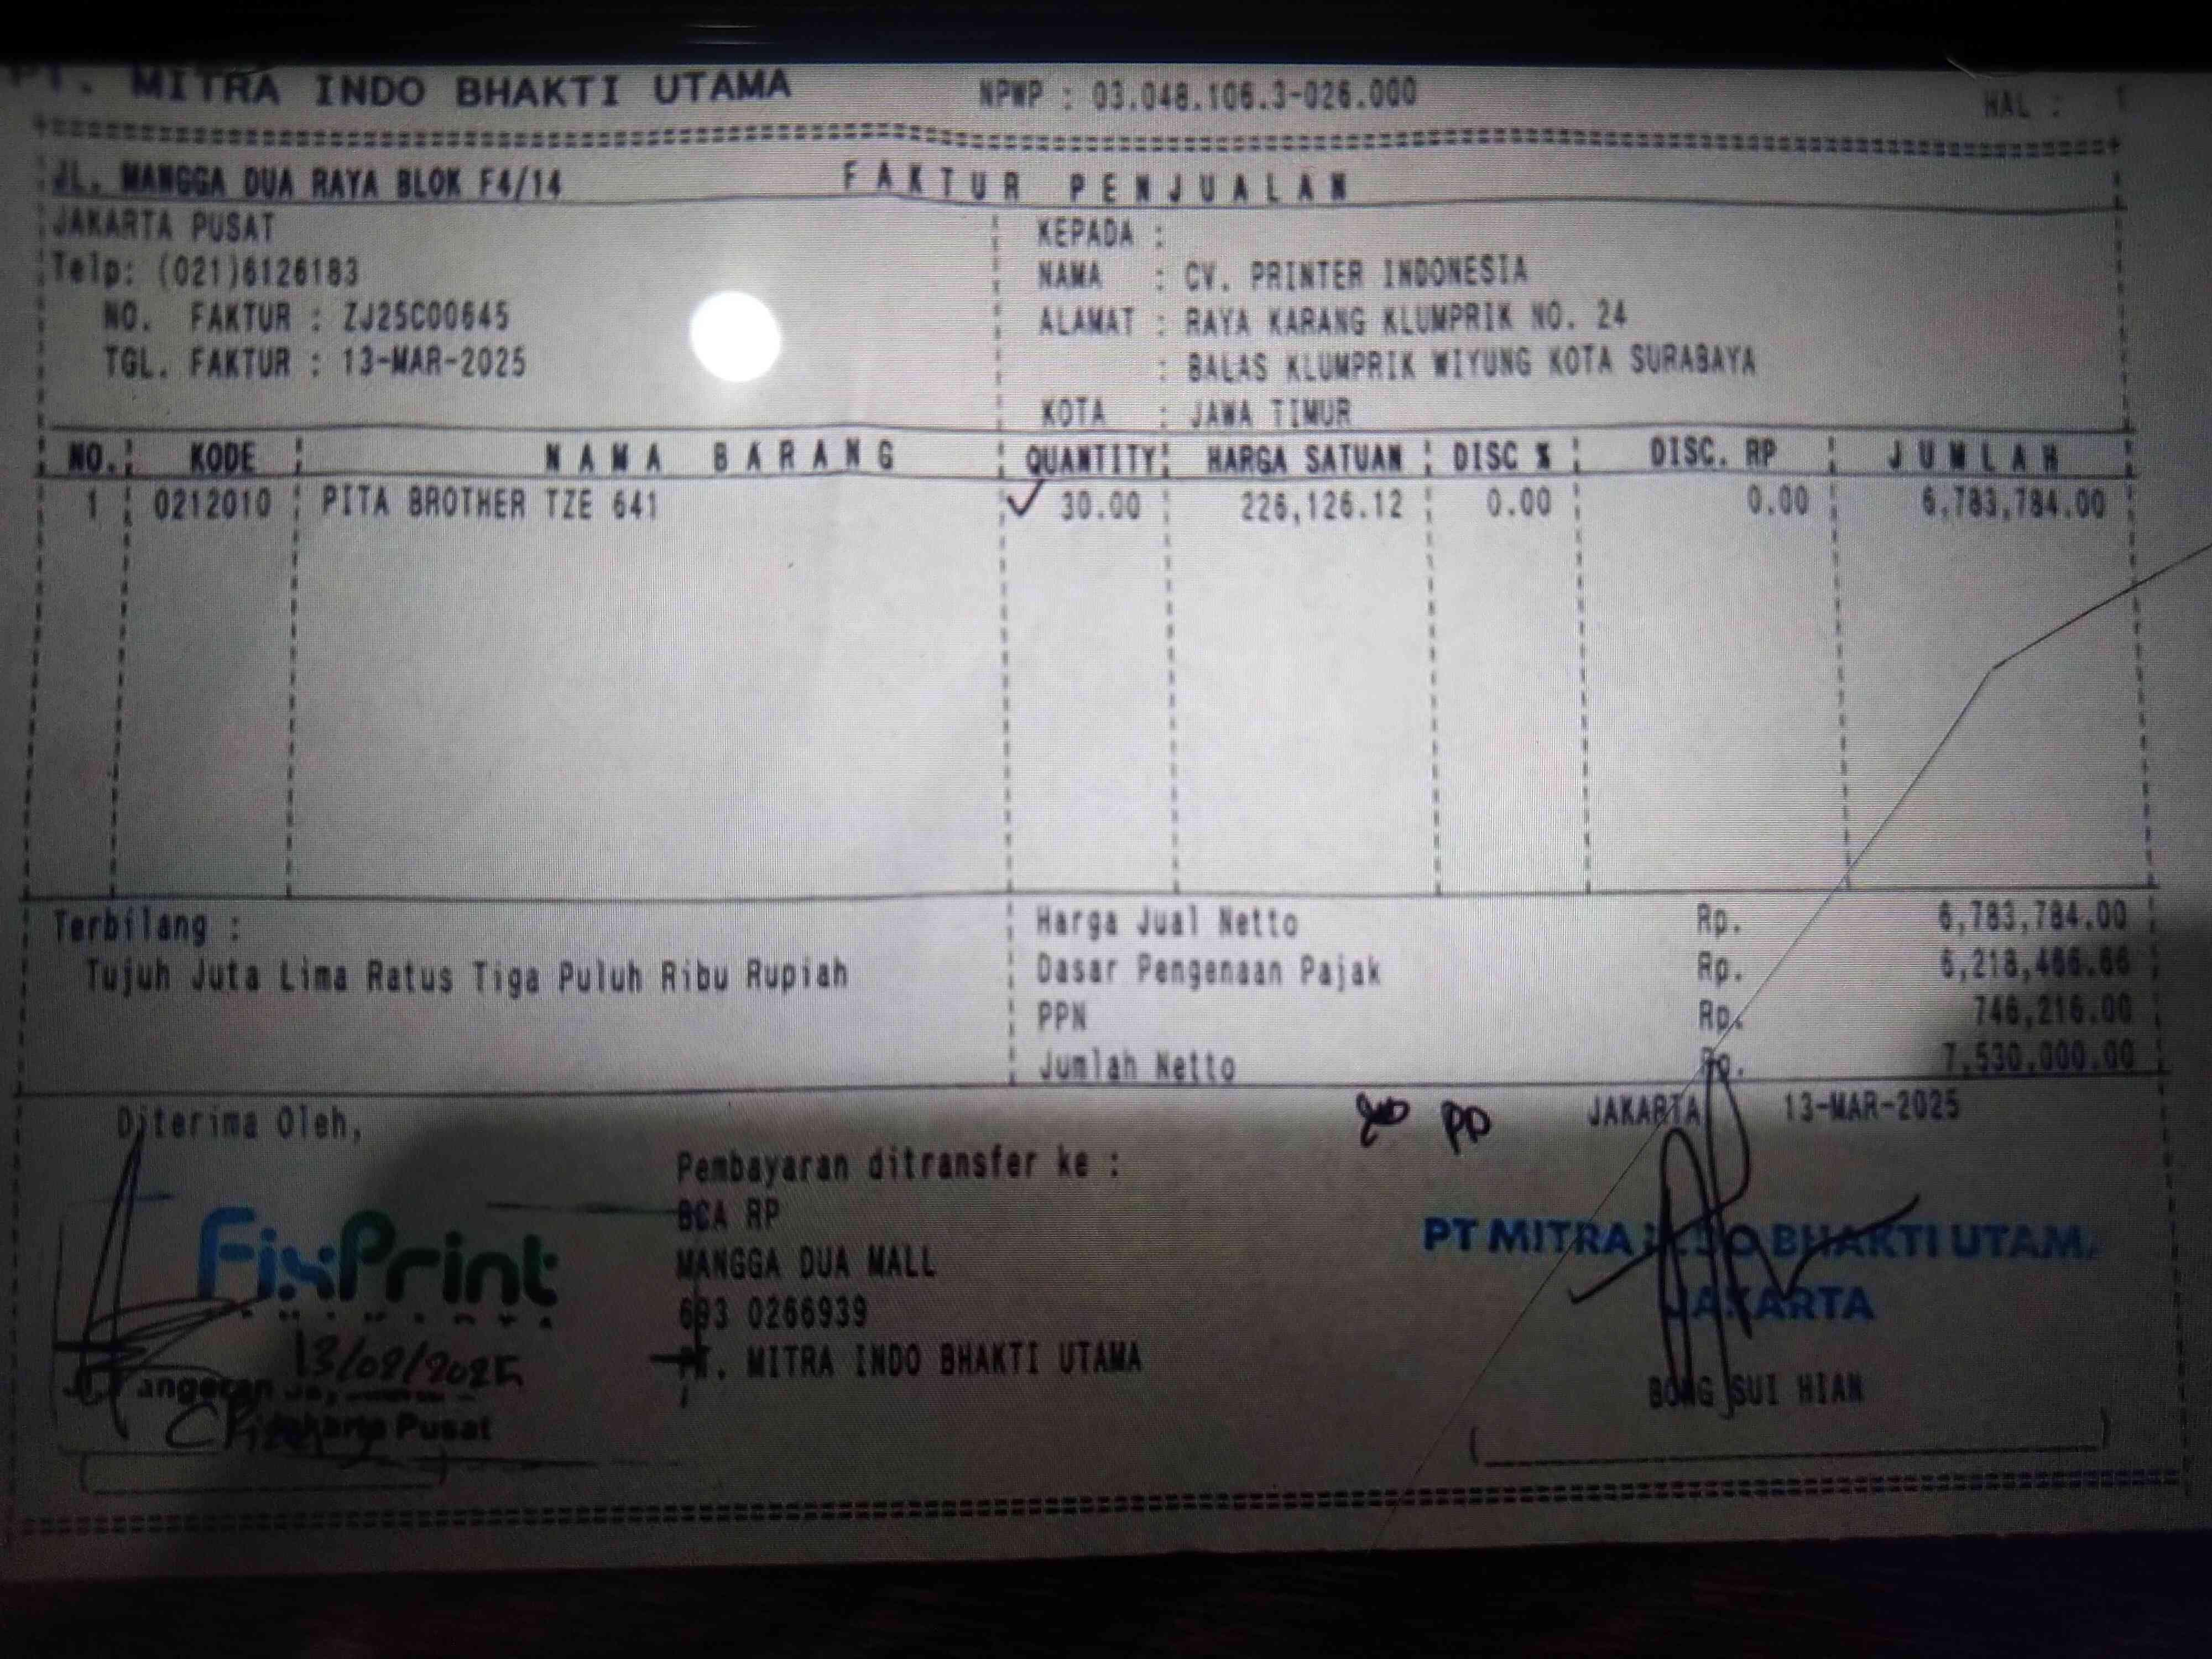 PT. MITRA INDO BHAKTI UTAMA NPWP : 03.048.106.3-026.000 HAL : 1
JL. MANGGA DUA RAYA BLOK F4/14 FAKTUR PENJUALAN
JAKARTA PUSAT
Telp: (021)6126183
NO. FAKTUR : ZJ25C00645
TGL. FAKTUR : 13-MAR-2025
KEPADA :
NAMA : CV. PRINTER INDONESIA
ALAMAT : RAYA KARANG KLUMPRIK NO. 24
: BALAS KLUMPRIK WIYUNG KOTA SURABAYA
KOTA : JAWA TIMUR
NO. KODE NAMA BARANG QUANTITY HARGA SATUAN DISC % DISC. RP JUMLAH
1 0212010 PITA BROTHER TZE 641 30.00 226,126.12 0.00 0.00 6,783,784.00
Terbilang :
Tujuh Juta Lima Ratus Tiga Puluh Ribu Rupiah
Harga Jual Netto Rp. 6,783,784.00
Dasar Pengenaan Pajak Rp. 6,218,466.66
PPN Rp. 746,216.00
Jumlah Netto Rp. 7,530,000.00
Diterima Oleh,
JAKARTA 13-MAR-2025
Pembayaran ditransfer ke :
BCA RP
MANGGA DUA MALL
693 0266939
PT. MITRA INDO BHAKTI UTAMA
FixPrint
Jakarta Pusat
PT MITRA INDO BHAKTI UTAMA
JAKARTA
BONG SUI HIAN